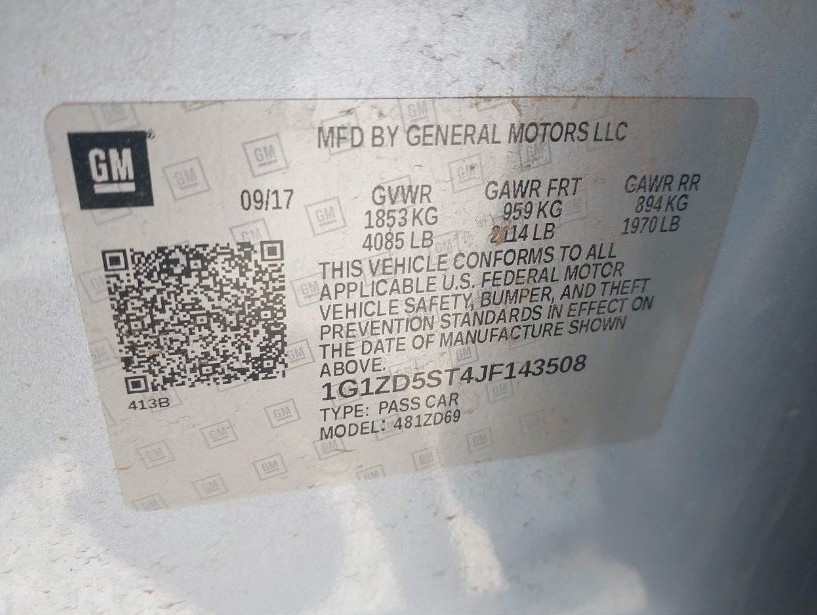 GM
MFD BY GENERAL MOTORS LLC
09/17
GVWR GAWR FRT GAWR RR
1853 KG 959 KG 894 KG
4085 LB 2114 LB 1970 LB
THIS VEHICLE CONFORMS TO ALL
APPLICABLE U.S. FEDERAL MOTOR
VEHICLE SAFETY, BUMPER, AND THEFT
PREVENTION STANDARDS IN EFFECT ON
THE DATE OF MANUFACTURE SHOWN
ABOVE.
1G1ZD5ST4JF143508
413B
TYPE: PASS CAR
MODEL: 481ZD69